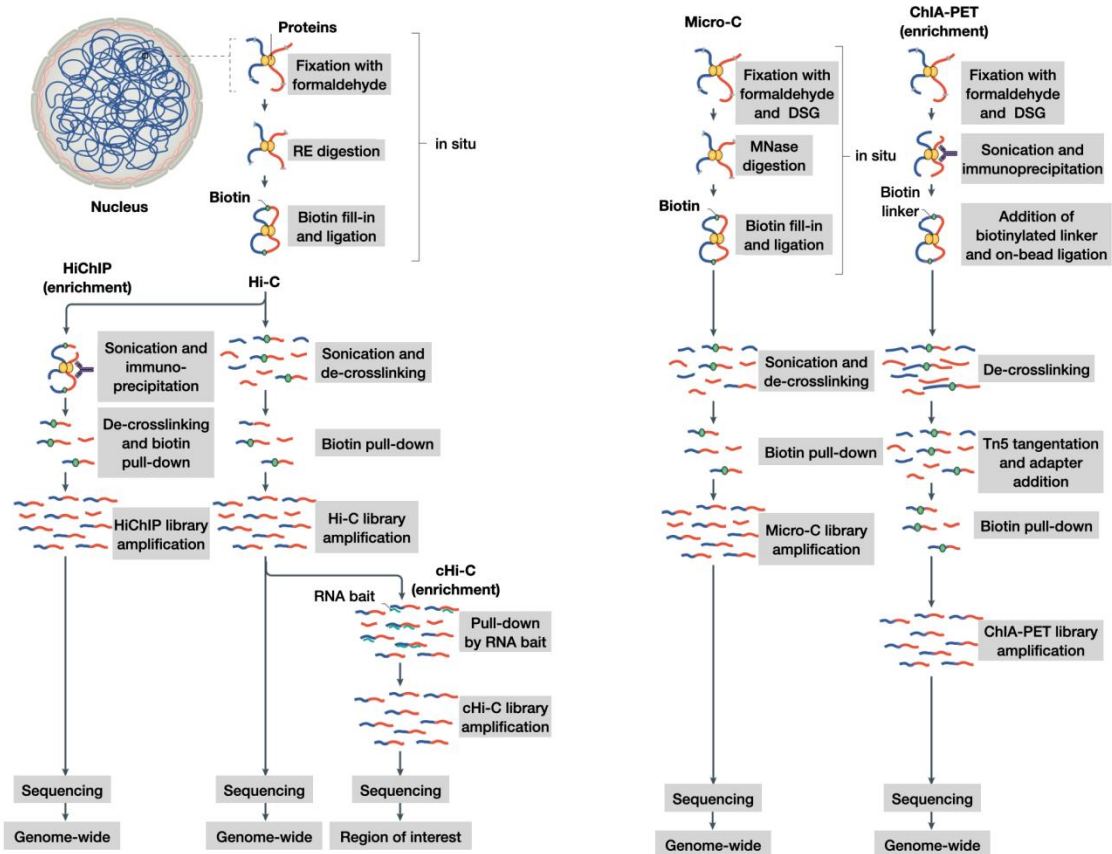 Proteins
Fixation with
formaldehyde
RE digestion
in situ
Nucleus
Biotin
Biotin fill-in
and ligation
HiChIP
(enrichment)
Hi-C
Sonication and
immuno-
precipitation
Sonication and
de-crosslinking
De-crosslinking
and biotin
pull-down
Biotin pull-down
HiChIP library
amplification
Hi-C library
amplification
cHi-C
(enrichment)
RNA bait
Pull-down
by RNA bait
cHi-C library
amplification
Sequencing
Sequencing
Sequencing
Genome-wide
Genome-wide
Region of interest
Micro-C
Fixation with
formaldehyde
and DSG
MNase
digestion
in situ
Biotin
Biotin fill-in
and ligation
Sonication and
de-crosslinking
Biotin pull-down
Micro-C library
amplification
Sequencing
Genome-wide
ChIA-PET
(enrichment)
Fixation with
formaldehyde
and DSG
Sonication and
immunoprecipitation
Biotin
linker
Addition of
biotinylated linker
and on-bead ligation
De-crosslinking
Tn5 tangentation
and adapter
addition
Biotin pull-down
ChIA-PET library
amplification
Sequencing
Genome-wide